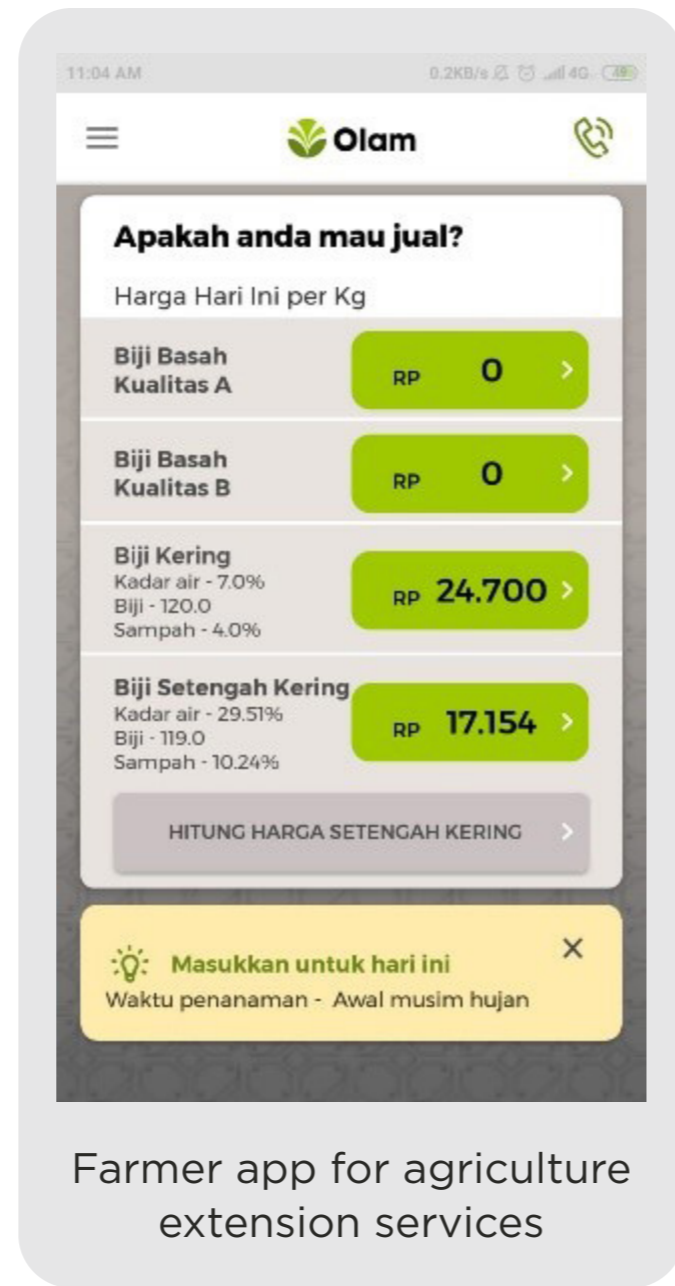 11:04 AM 0.2KB/s 4G 49
Olam
Apakah anda mau jual?
Harga Hari Ini per Kg
Biji Basah
Kualitas A
RP 0
Biji Basah
Kualitas B
RP 0
Biji Kering
Kadar air - 7.0%
Biji - 120.0
Sampah - 4.0%
RP 24.700
Biji Setengah Kering
Kadar air - 29.51%
Biji - 119.0
Sampah - 10.24%
RP 17.154
HITUNG HARGA SETENGAH KERING
Masukkan untuk hari ini
Waktu penanaman - Awal musim hujan
Farmer app for agriculture
extension services